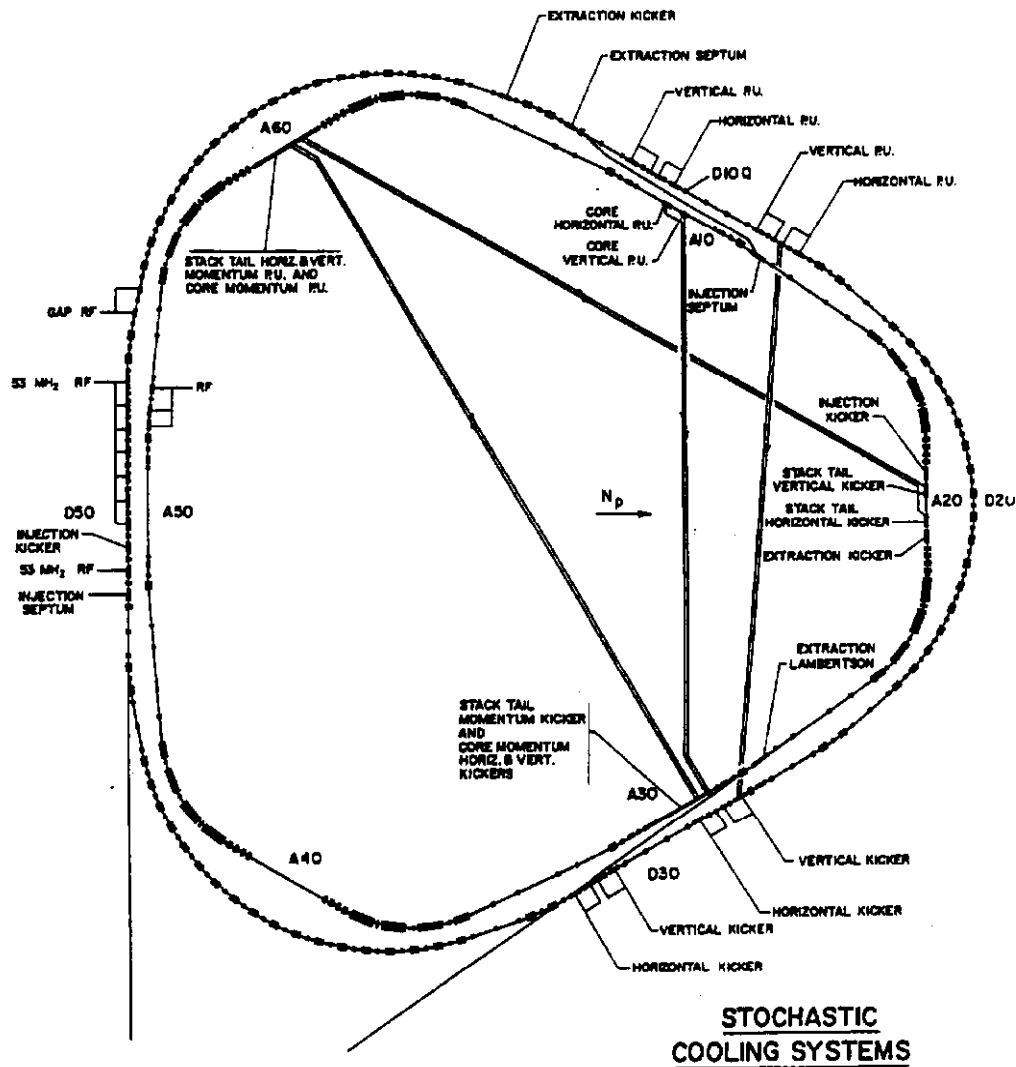 EXTRACTION KICKER
EXTRACTION SEPTUM
VERTICAL P.U.
HORIZONTAL P.U.
A60
VERTICAL P.U.
D10Q
HORIZONTAL P.U.
CORE
HORIZONTAL P.U.
CORE
VERTICAL P.U.
A10
STACK TAIL HORIZ. & VERT.
MOMENTUM P.U. AND
CORE MOMENTUM P.U.
INJECTION
SEPTUM
GAP RF
53 MHz RF
RF
INJECTION
KICKER
STACK TAIL
VERTICAL KICKER
A20
D20
D50
A50
Np
STACK TAIL
HORIZONTAL KICKER
INJECTION
KICKER
EXTRACTION KICKER
53 MHz RF
INJECTION
SEPTUM
EXTRACTION
LAMBERTSON
STACK TAIL
MOMENTUM KICKER
AND
CORE MOMENTUM
HORIZ. & VERT.
KICKERS
A30
A40
D30
VERTICAL KICKER
HORIZONTAL KICKER
VERTICAL KICKER
HORIZONTAL KICKER
STOCHASTIC
COOLING SYSTEMS